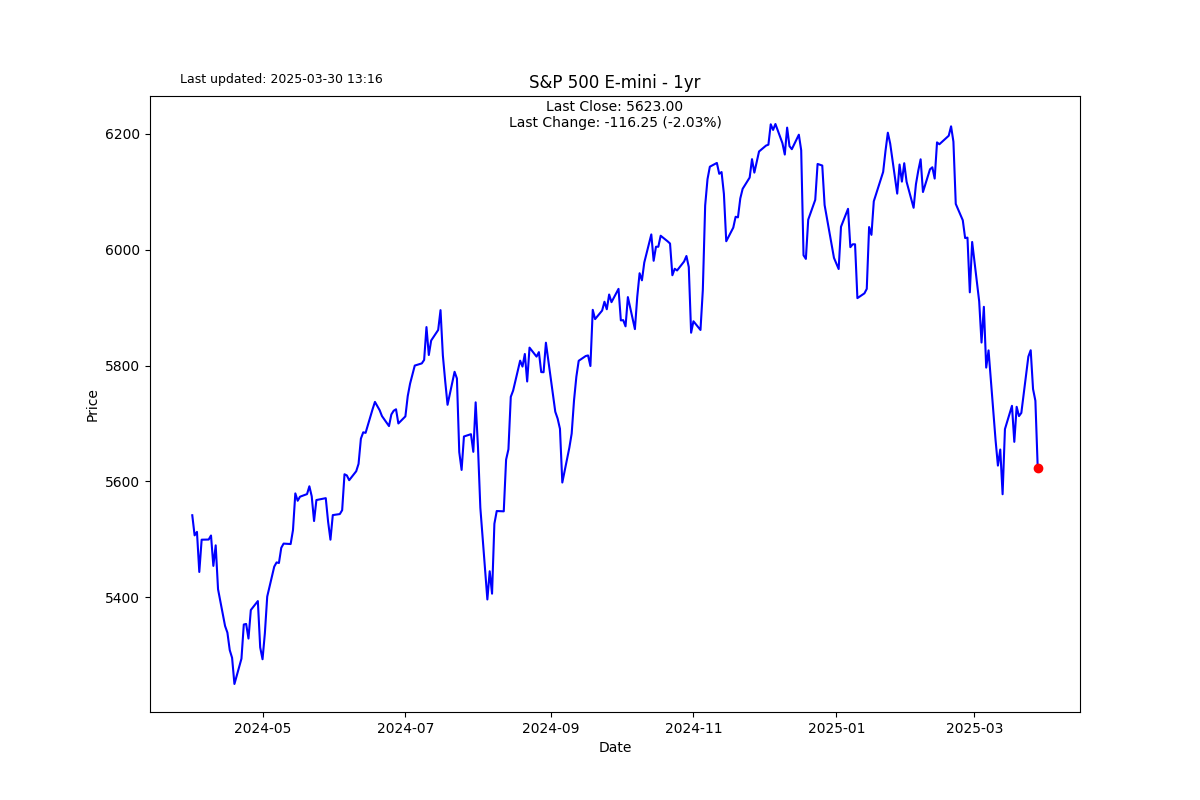 Last updated: 2025-03-30 13:16
S&P 500 E-mini - 1yr
Last Close: 5623.00
Last Change: -116.25 (-2.03%)
6200
6000
5800
5600
5400
Price
2024-05
2024-07
2024-09
2024-11
2025-01
2025-03
Date